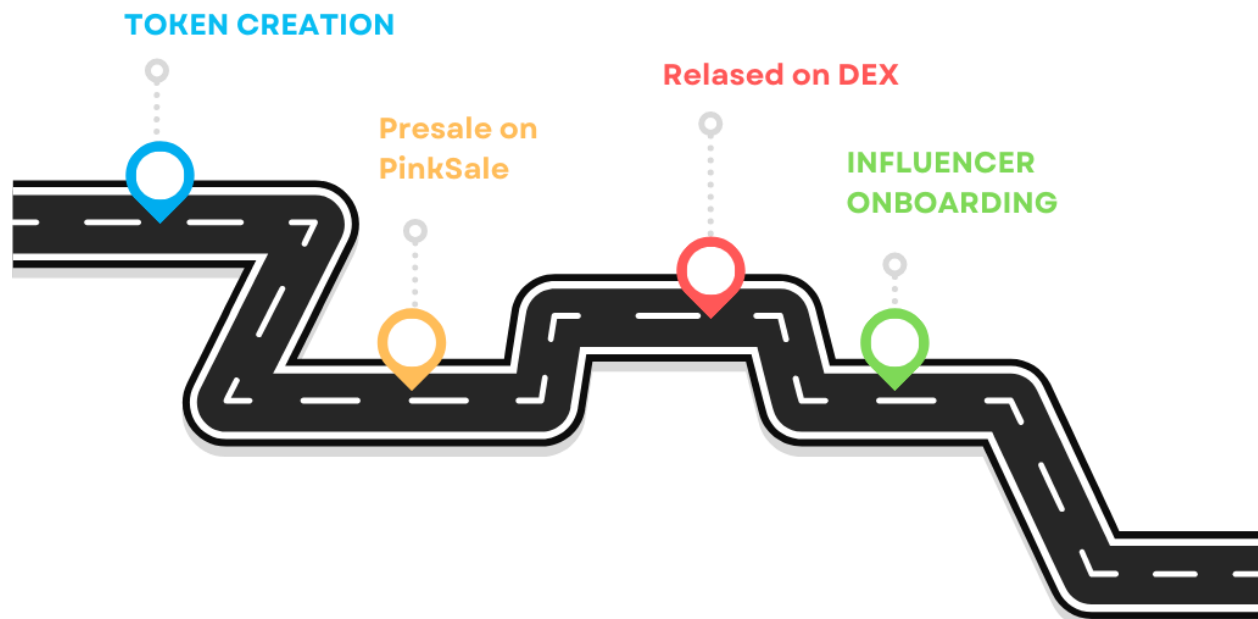 TOKEN CREATION
Presale on
PinkSale
Relased on DEX
INFLUENCER
ONBOARDING